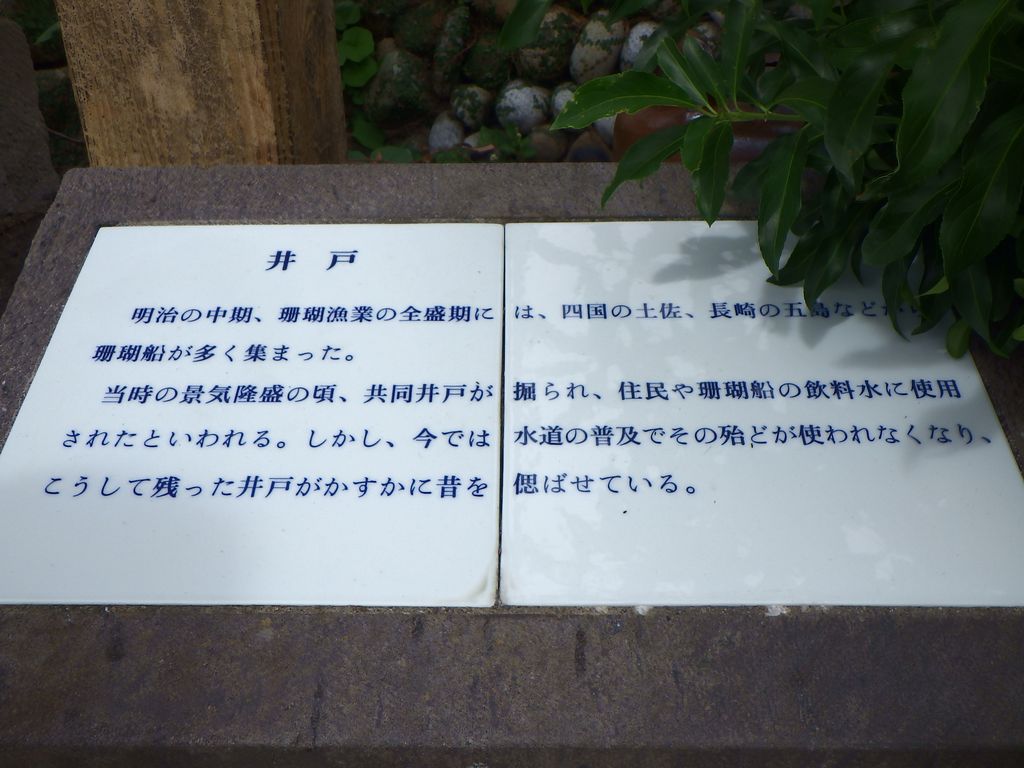 井戸
明治の中期、珊瑚漁業の全盛期には、四国の土佐、長崎の五島などから
珊瑚船が多く集まった。
当時の景気隆盛の頃、共同井戸が掘られ、住民や珊瑚船の飲料水に使用
されたといわれる。しかし、今では水道の普及でその殆どが使われなくなり、
こうして残った井戸がかすかに昔を偲ばせている。